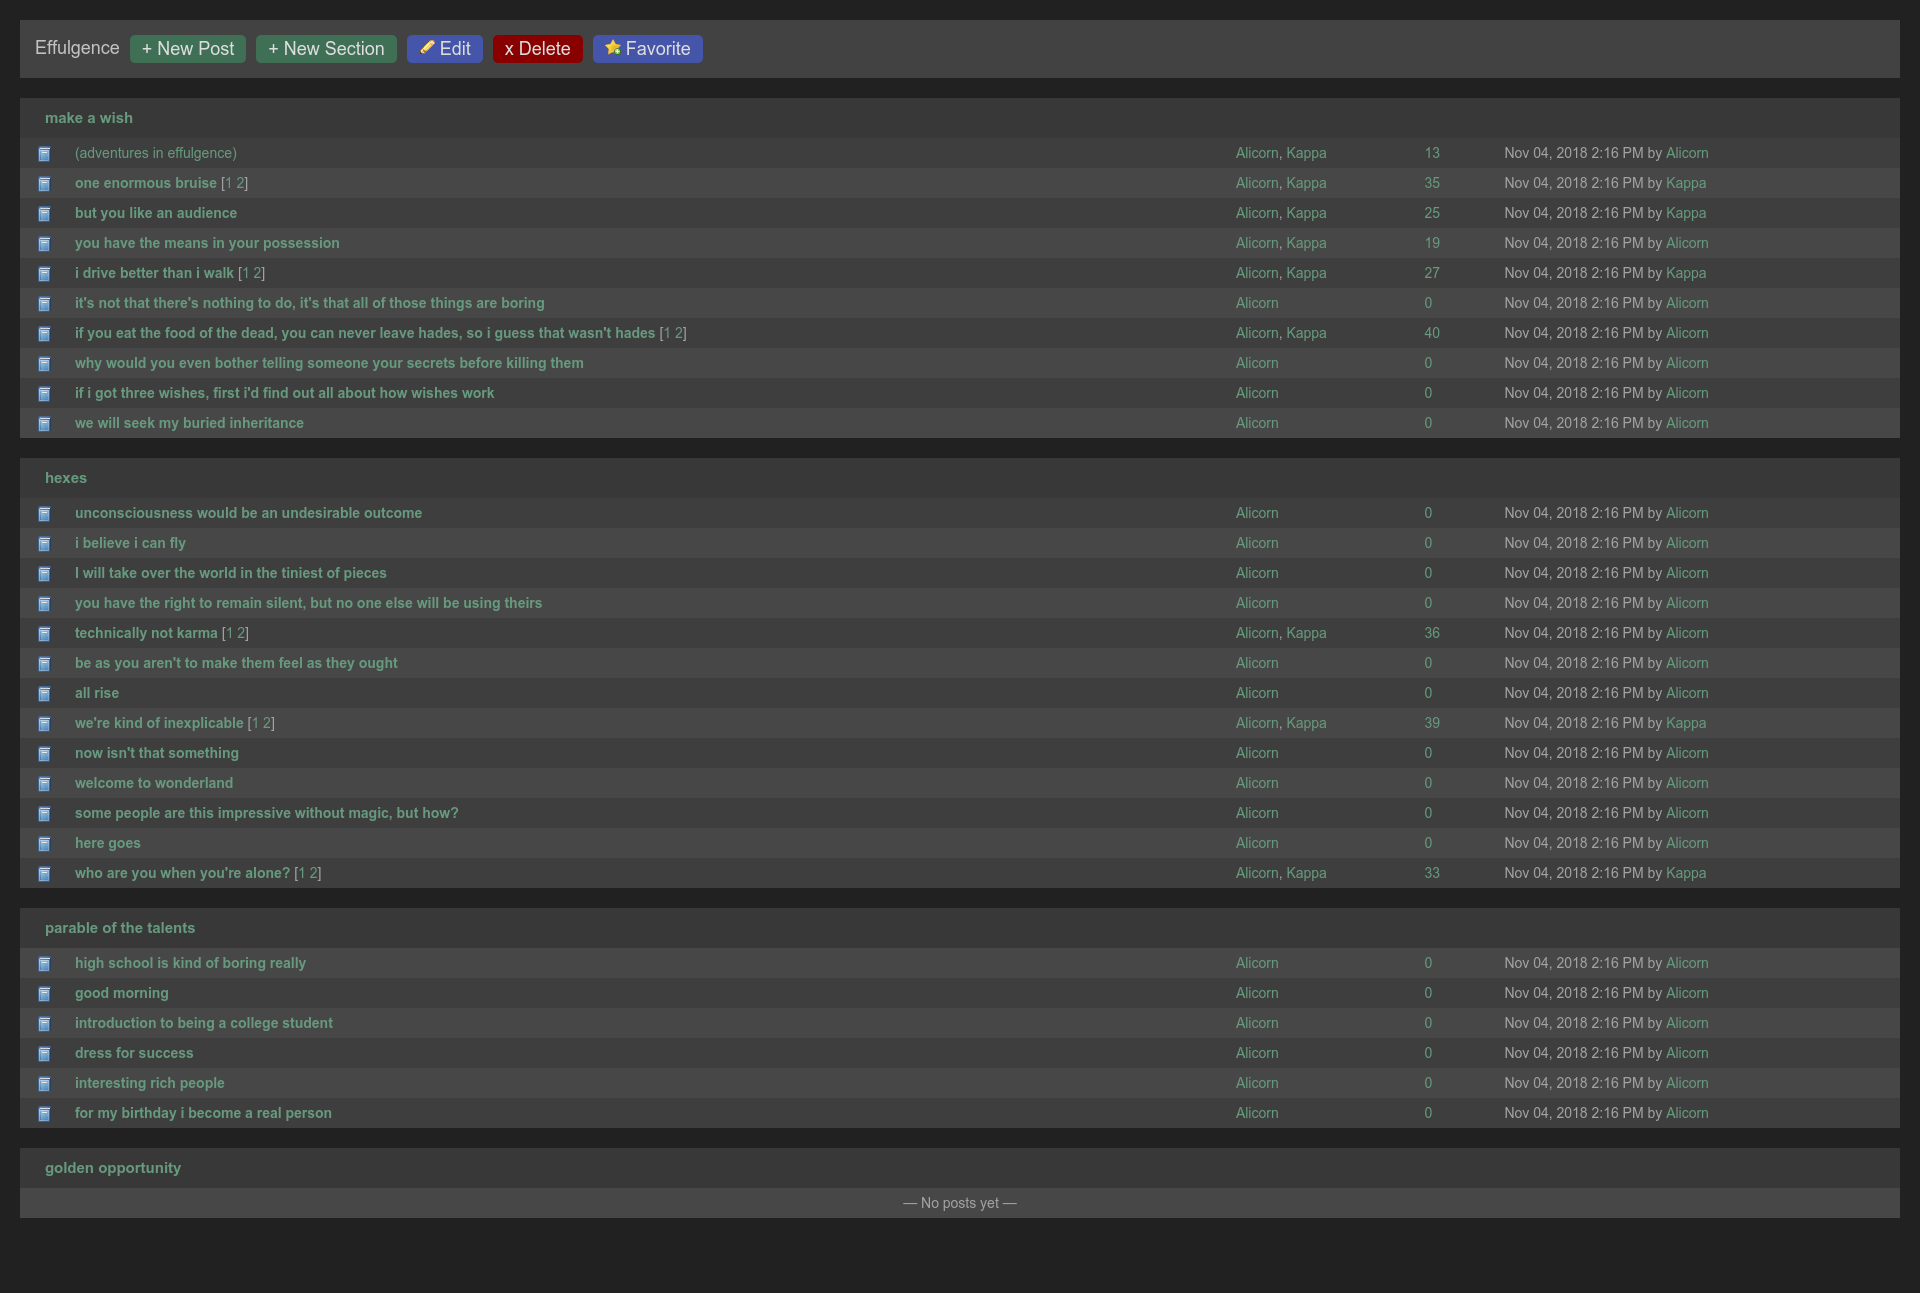 Effulgence + New Post + New Section Edit x Delete Favorite
make a wish
(adventures in effulgence) Alicorn, Kappa 13 Nov 04, 2018 2:16 PM by Alicorn
one enormous bruise [1 2] Alicorn, Kappa 35 Nov 04, 2018 2:16 PM by Kappa
but you like an audience Alicorn, Kappa 25 Nov 04, 2018 2:16 PM by Kappa
you have the means in your possession Alicorn, Kappa 19 Nov 04, 2018 2:16 PM by Alicorn
i drive better than i walk [1 2] Alicorn, Kappa 27 Nov 04, 2018 2:16 PM by Kappa
it's not that there's nothing to do, it's that all of those things are boring Alicorn 0 Nov 04, 2018 2:16 PM by Alicorn
if you eat the food of the dead, you can never leave hades, so i guess that wasn't hades [1 2] Alicorn, Kappa 40 Nov 04, 2018 2:16 PM by Alicorn
why would you even bother telling someone your secrets before killing them Alicorn 0 Nov 04, 2018 2:16 PM by Alicorn
if i got three wishes, first i'd find out all about how wishes work Alicorn 0 Nov 04, 2018 2:16 PM by Alicorn
we will seek my buried inheritance Alicorn 0 Nov 04, 2018 2:16 PM by Alicorn
hexes
unconsciousness would be an undesirable outcome Alicorn 0 Nov 04, 2018 2:16 PM by Alicorn
i believe i can fly Alicorn 0 Nov 04, 2018 2:16 PM by Alicorn
I will take over the world in the tiniest of pieces Alicorn 0 Nov 04, 2018 2:16 PM by Alicorn
you have the right to remain silent, but no one else will be using theirs Alicorn 0 Nov 04, 2018 2:16 PM by Alicorn
technically not karma [1 2] Alicorn, Kappa 36 Nov 04, 2018 2:16 PM by Alicorn
be as you aren't to make them feel as they ought Alicorn 0 Nov 04, 2018 2:16 PM by Alicorn
all rise Alicorn 0 Nov 04, 2018 2:16 PM by Alicorn
we're kind of inexplicable [1 2] Alicorn, Kappa 39 Nov 04, 2018 2:16 PM by Kappa
now isn't that something Alicorn 0 Nov 04, 2018 2:16 PM by Alicorn
welcome to wonderland Alicorn 0 Nov 04, 2018 2:16 PM by Alicorn
some people are this impressive without magic, but how? Alicorn 0 Nov 04, 2018 2:16 PM by Alicorn
here goes Alicorn 0 Nov 04, 2018 2:16 PM by Alicorn
who are you when you're alone? [1 2] Alicorn, Kappa 33 Nov 04, 2018 2:16 PM by Kappa
parable of the talents
high school is kind of boring really Alicorn 0 Nov 04, 2018 2:16 PM by Alicorn
good morning Alicorn 0 Nov 04, 2018 2:16 PM by Alicorn
introduction to being a college student Alicorn 0 Nov 04, 2018 2:16 PM by Alicorn
dress for success Alicorn 0 Nov 04, 2018 2:16 PM by Alicorn
interesting rich people Alicorn 0 Nov 04, 2018 2:16 PM by Alicorn
for my birthday i become a real person Alicorn 0 Nov 04, 2018 2:16 PM by Alicorn
golden opportunity
— No posts yet —